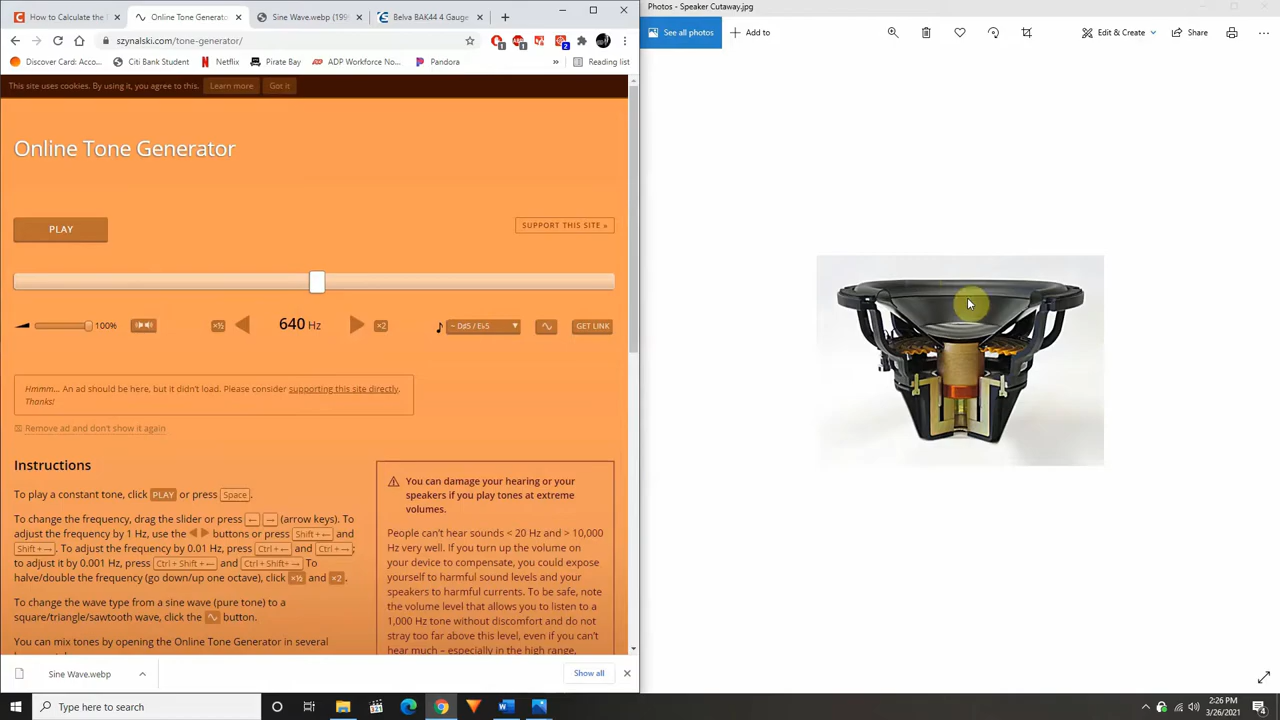 How to Calculate the
Online Tone Generato
Sine Wave.webp (199
Belva BAK44 4 Gauge
szynalski.com/tone-generator/
Discover Card: Acco...
Citi Bank Student
Netflix
Pirate Bay
ADP Workforce No...
Pandora
»
Reading list
This site uses cookies. By using it, you agree to this.
Learn more
Got it
Online Tone Generator
PLAY
SUPPORT THIS SITE »
100%
×½
640 Hz
×2
~ D♯5 / E♭5
GET LINK
Hmmm... An ad should be here, but it didn't load. Please consider supporting this site directly.
Thanks!
Remove ad and don't show it again
Instructions
To play a constant tone, click PLAY or press Space.
To change the frequency, drag the slider or press ← → (arrow keys). To
adjust the frequency by 1 Hz, use the ◀ ▶ buttons or press Shift + ← and
Shift + →. To adjust the frequency by 0.01 Hz, press Ctrl + ← and Ctrl + →;
to adjust it by 0.001 Hz, press Ctrl + Shift + ← and Ctrl + Shift+ → To
halve/double the frequency (go down/up one octave), click ×½ and ×2.
To change the wave type from a sine wave (pure tone) to a
square/triangle/sawtooth wave, click the button.
You can mix tones by opening the Online Tone Generator in several
You can damage your hearing or your
speakers if you play tones at extreme
volumes.
People can't hear sounds < 20 Hz and > 10,000
Hz very well. If you turn up the volume on
your device to compensate, you could expose
yourself to harmful sound levels and your
speakers to harmful currents. To be safe, note
the volume level that allows you to listen to a
1,000 Hz tone without discomfort and do not
stray too far above this level, even if you can't
hear much – especially in the high range,
Sine Wave.webp
Show all
Photos - Speaker Cutaway.jpg
See all photos
Add to
Edit & Create
Share
Type here to search
2:26 PM
3/26/2021
4